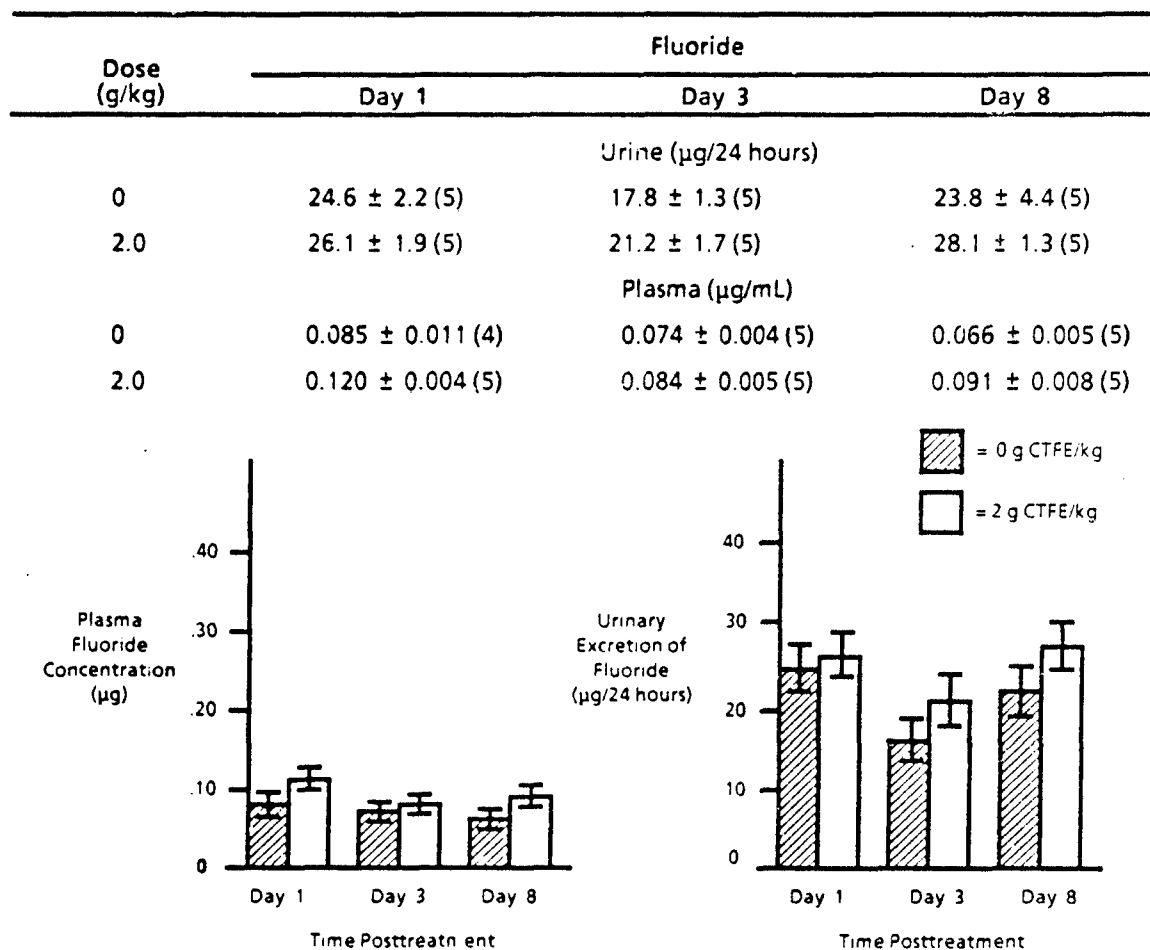 Fluoride
Dose
(g/kg)
Day 1 Day 3 Day 8
Urine (µg/24 hours)
0 24.6 ± 2.2 (5) 17.8 ± 1.3 (5) 23.8 ± 4.4 (5)
2.0 26.1 ± 1.9 (5) 21.2 ± 1.7 (5) 28.1 ± 1.3 (5)
Plasma (µg/mL)
0 0.085 ± 0.011 (4) 0.074 ± 0.004 (5) 0.066 ± 0.005 (5)
2.0 0.120 ± 0.004 (5) 0.084 ± 0.005 (5) 0.091 ± 0.008 (5)
= 0 g CTFE/kg
= 2 g CTFE/kg
.40
.30
.20
.10
0
Plasma
Fluoride
Concentration
(µg)
Day 1 Day 3 Day 8
Time Posttreatn ent
40
30
20
10
0
Urinary
Excretion of
Fluoride
(µg/24 hours)
Day 1 Day 3 Day 8
Time Posttreatment